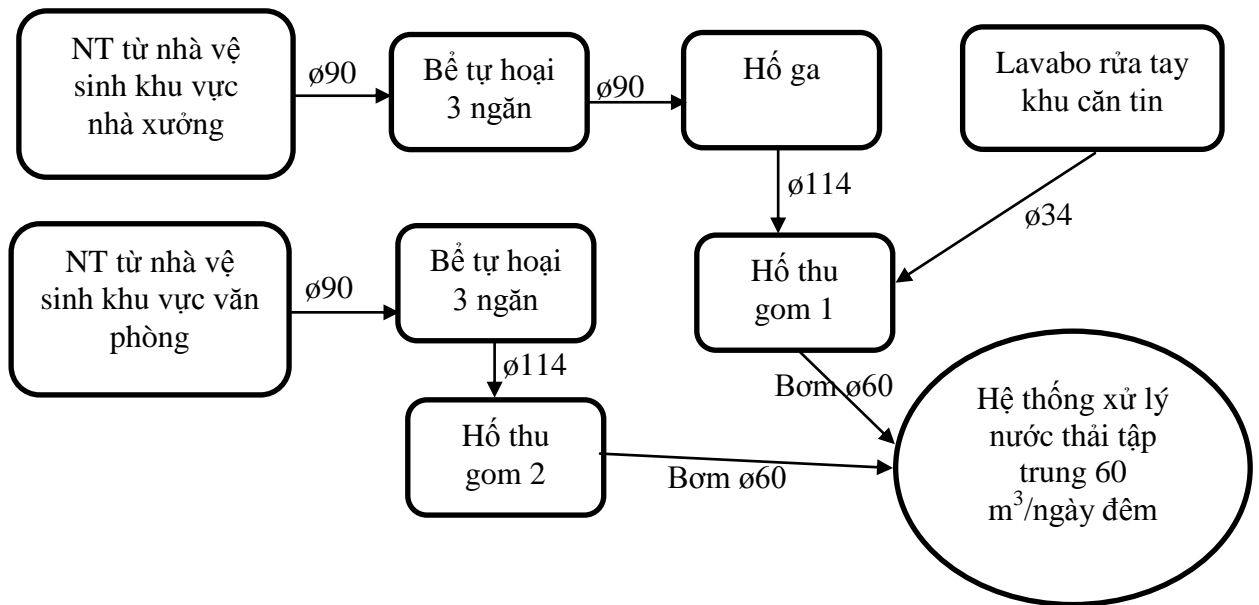 NT từ nhà vệ
sinh khu vực
nhà xưởng
ø90
Bể tự hoại
3 ngăn
ø90
Hố ga
Lavabo rửa tay
khu căn tin
ø114
ø34
NT từ nhà vệ
sinh khu vực văn
phòng
ø90
Bể tự hoại
3 ngăn
Hố thu
gom 1
ø114
Bơm ø60
Hố thu
gom 2
Bơm ø60
Hệ thống xử lý
nước thải tập
trung 60
m³/ngày đêm